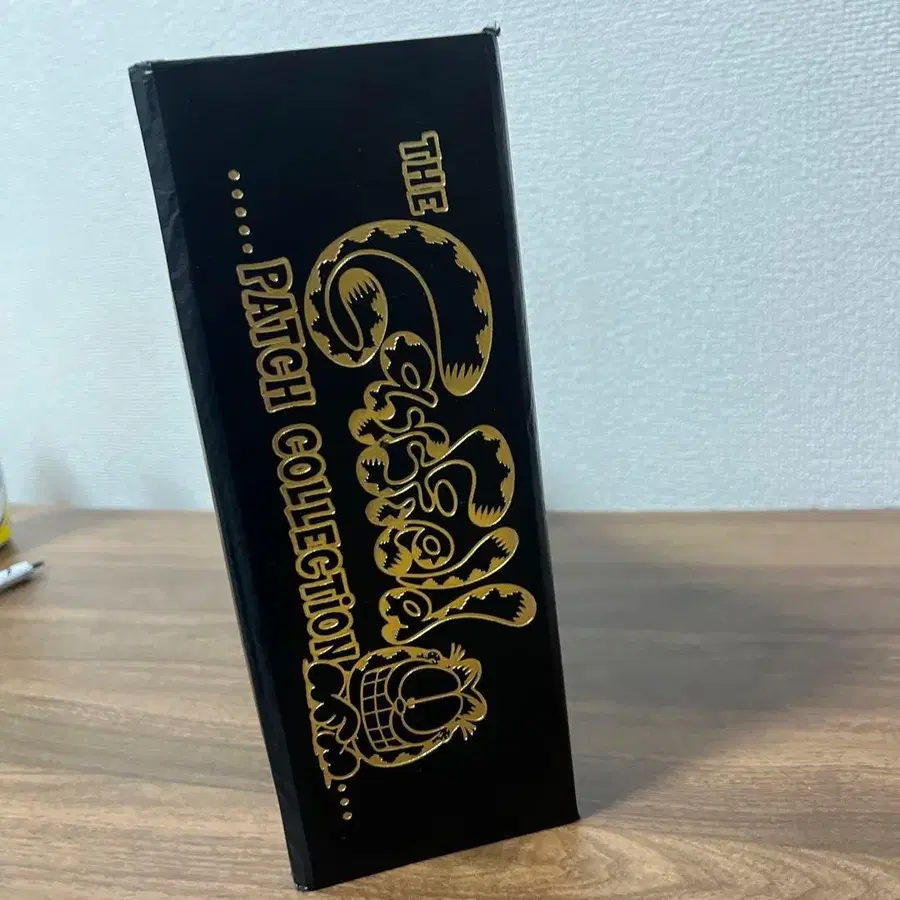 THE
Garfield
.....PATCH COLLECTiON...